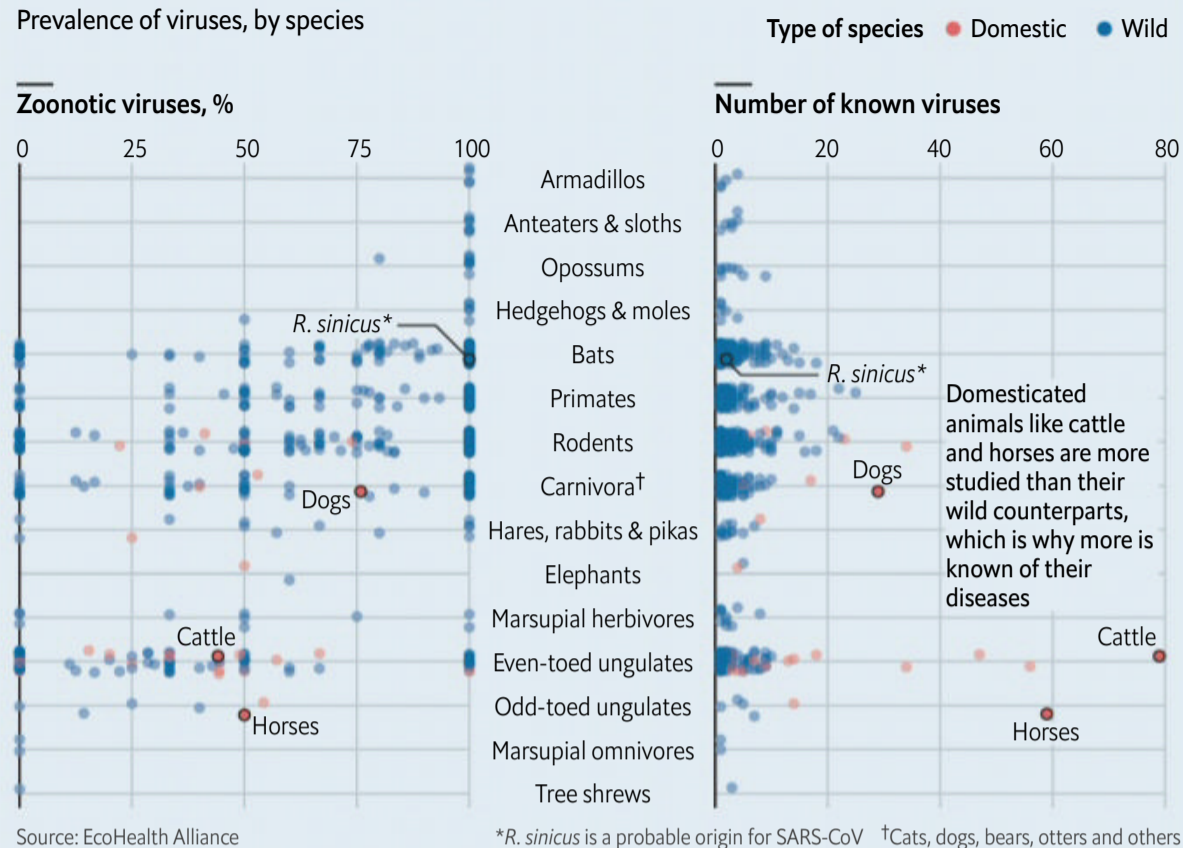 Prevalence of viruses, by species
Type of species Domestic Wild
Zoonotic viruses, %
0 25 50 75 100
Number of known viruses
0 20 40 60 80
Armadillos
Anteaters & sloths
Opossums
Hedgehogs & moles
R. sinicus*
Bats
R. sinicus*
Primates
Rodents
Carnivora†
Dogs
Dogs
Hares, rabbits & pikas
Elephants
Marsupial herbivores
Cattle
Cattle
Even-toed ungulates
Odd-toed ungulates
Horses
Horses
Marsupial omnivores
Tree shrews
Domesticated
animals like cattle
and horses are more
studied than their
wild counterparts,
which is why more is
known of their
diseases
Source: EcoHealth Alliance
*R. sinicus is a probable origin for SARS-CoV †Cats, dogs, bears, otters and others